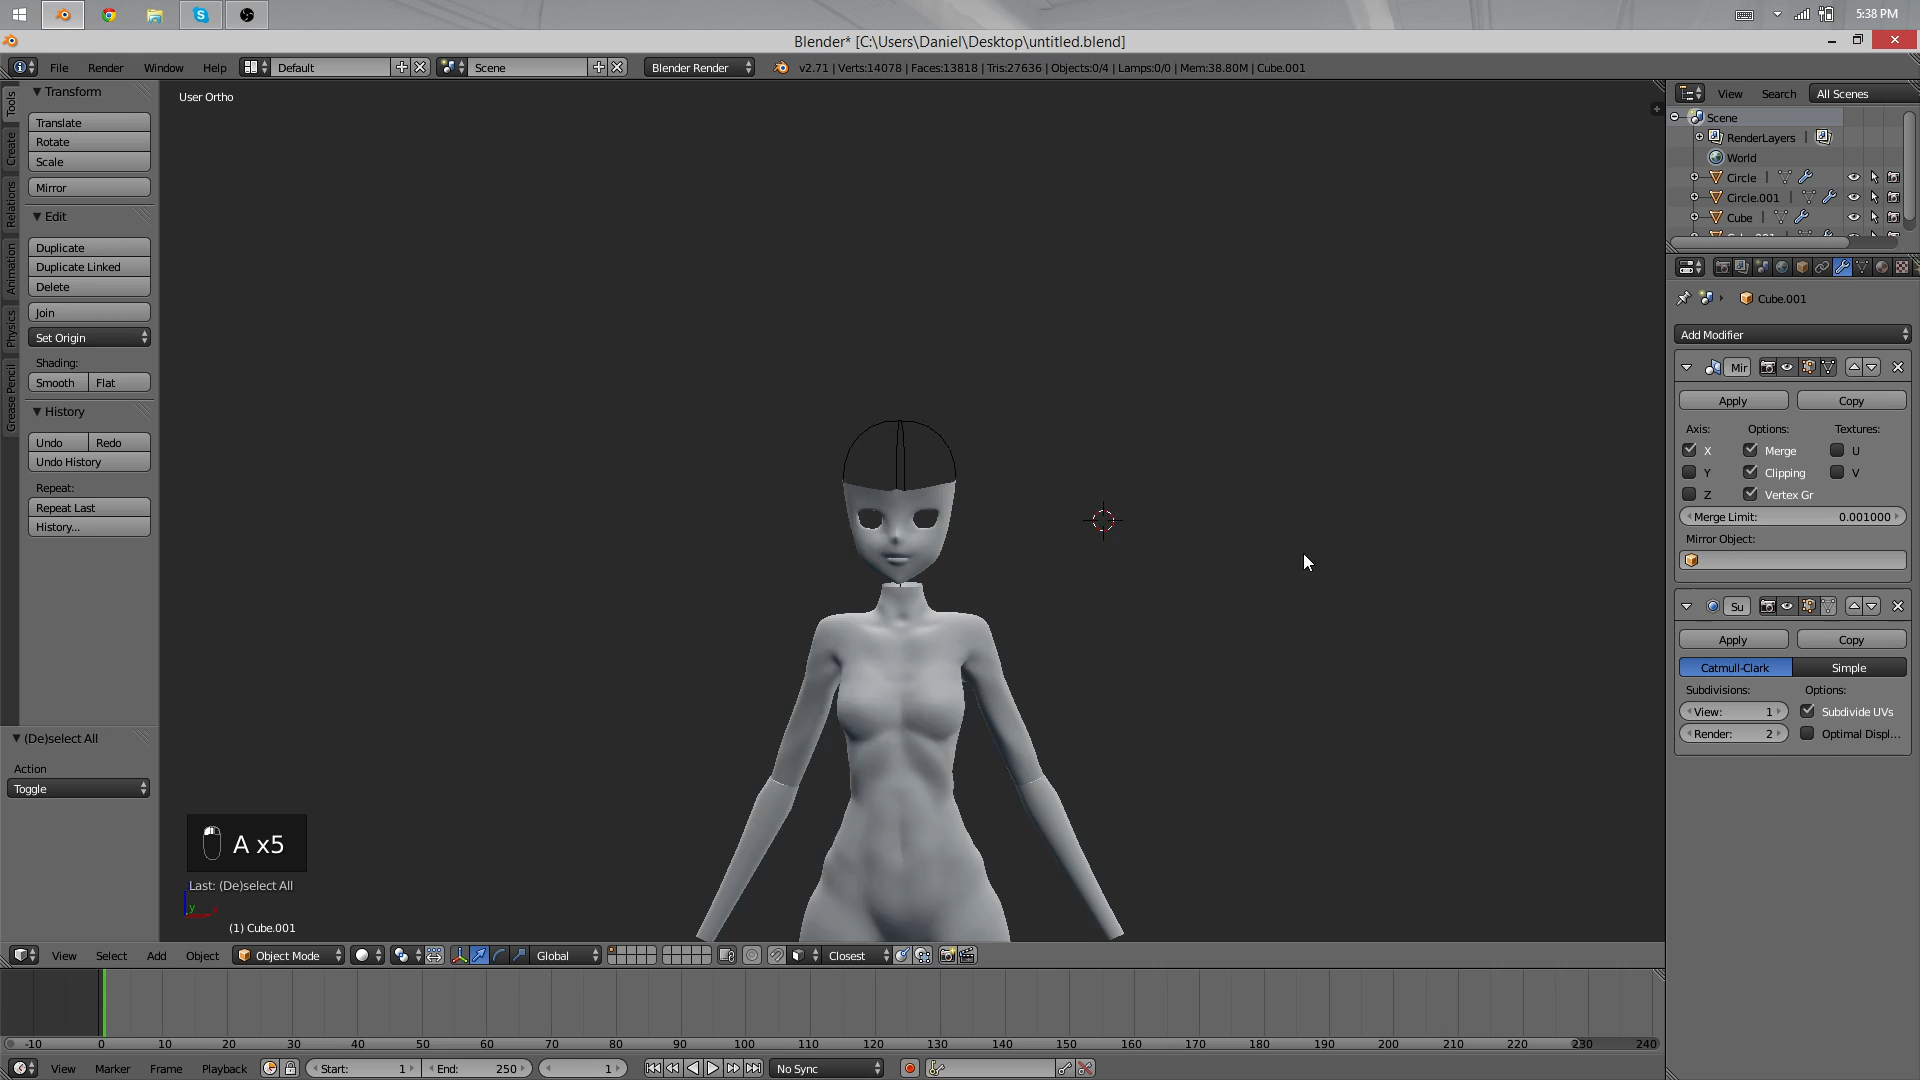 5:38 PM
Blender* [C:\Users\Daniel\Desktop\untitled.blend]
File Render Window Help Default Scene Blender Render v2.71 | Verts:14078 | Faces:13818 | Tris:27636 | Objects:0/4 | Lamps:0/0 | Mem:38.80M | Cube.001
Tools
Create
Relations
Animation
Physics
Grease Pencil
Transform
Translate
Rotate
Scale
Mirror
Edit
Duplicate
Duplicate Linked
Delete
Join
Set Origin
Shading:
Smooth Flat
History
Undo Redo
Undo History
Repeat:
Repeat Last
History...
(De)select All
Action
Toggle
User Ortho
A x5
Last: (De)select All
y
(1) Cube.001
View Search All Scenes
Scene
RenderLayers |
World
Circle |
Circle.001 |
Cube |
Cube.001
Add Modifier
Mir
Apply Copy
Axis: Options: Textures:
X Merge U
Y Clipping V
Z Vertex Gr
Merge Limit: 0.001000
Mirror Object:
Su
Apply Copy
Catmull-Clark Simple
Subdivisions: Options:
View: 1 Subdivide UVs
Render: 2 Optimal Displ...
View Select Add Object Object Mode Global Closest
-10 0 10 20 30 40 50 60 70 80 90 100 110 120 130 140 150 160 170 180 190 200 210 220 230 240
View Marker Frame Playback Start: 1 End: 250 1 No Sync